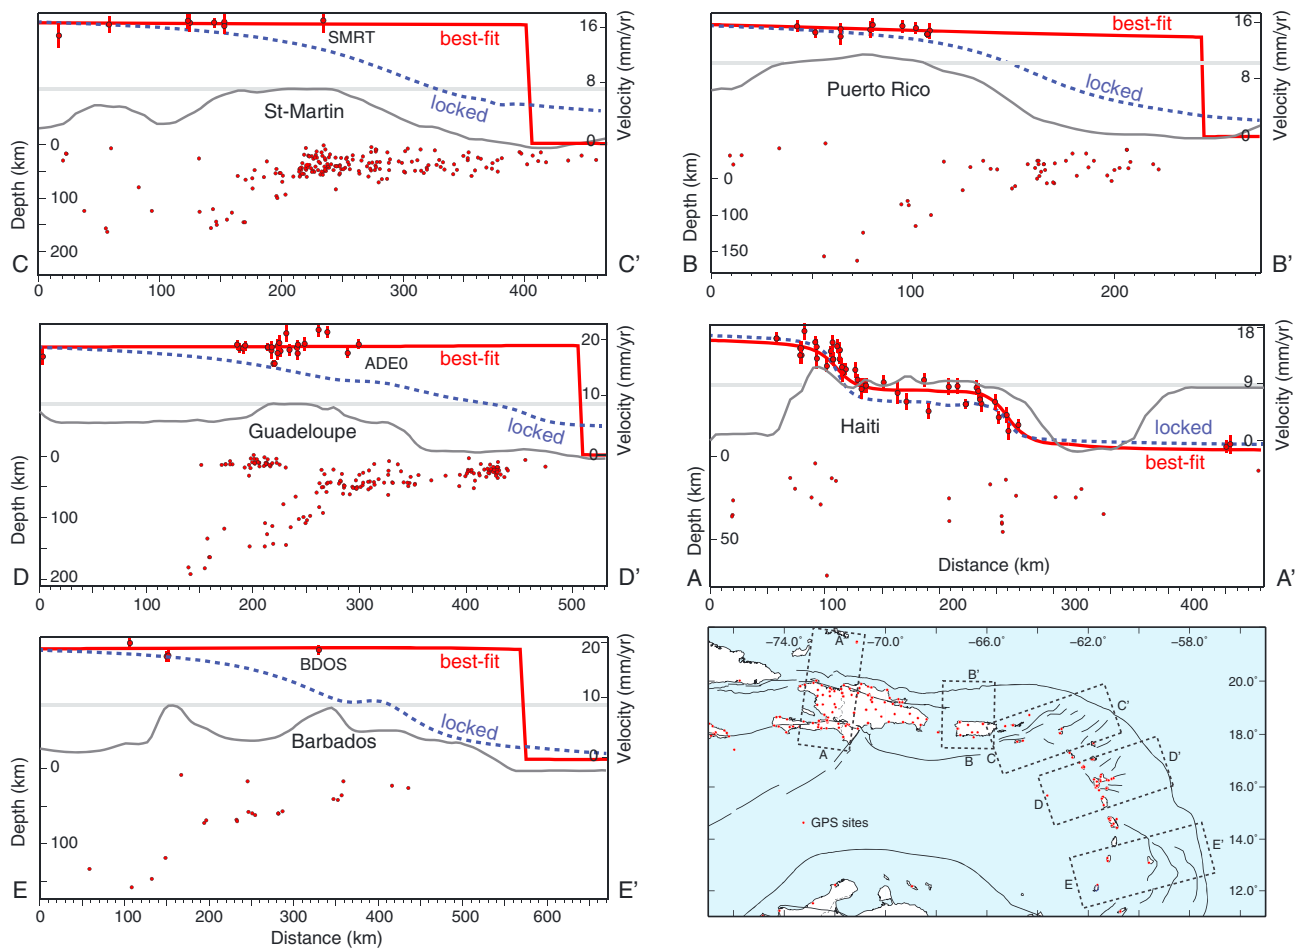 SMRT
best-fit
locked
St-Martin
16
8
0
Velocity (mm/yr)
0
100
200
Depth (km)
C
C'
0
100
200
300
400
Puerto Rico
best-fit
locked
16
8
0
Velocity (mm/yr)
0
100
150
Depth (km)
B
B'
0
100
200
best-fit
ADE0
locked
Guadeloupe
20
10
0
Velocity (mm/yr)
0
100
200
Depth (km)
D
D'
0
100
200
300
400
500
Haiti
locked
best-fit
18
9
0
Velocity (mm/yr)
0
50
Depth (km)
Distance (km)
A
A'
0
100
200
300
400
BDOS
best-fit
locked
Barbados
20
10
0
Velocity (mm/yr)
0
100
Depth (km)
E
E'
0
100
200
300
400
500
600
Distance (km)
−74.0°
−70.0°
−66.0°
−62.0°
−58.0°
20.0°
18.0°
16.0°
14.0°
12.0°
A'
B'
C'
A
B
C
D'
D
GPS sites
E'
E